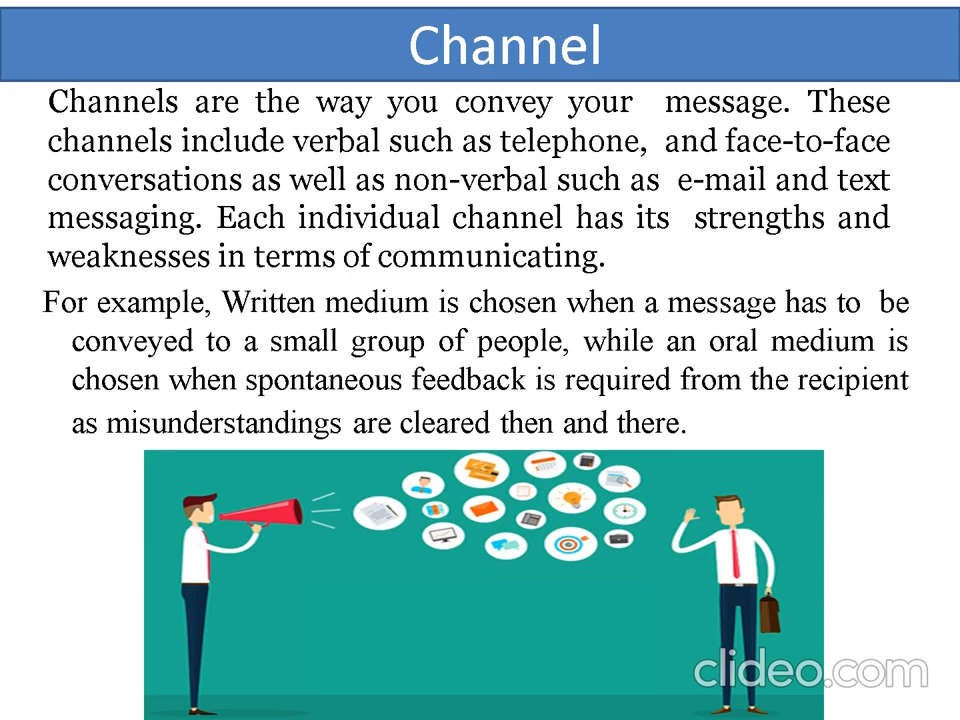 Channel
Channels are the way you convey your message. These
channels include verbal such as telephone, and face-to-face
conversations as well as non-verbal such as e-mail and text
messaging. Each individual channel has its strengths and
weaknesses in terms of communicating.
For example, Written medium is chosen when a message has to be
conveyed to a small group of people, while an oral medium is
chosen when spontaneous feedback is required from the recipient
as misunderstandings are cleared then and there.
clideo.com